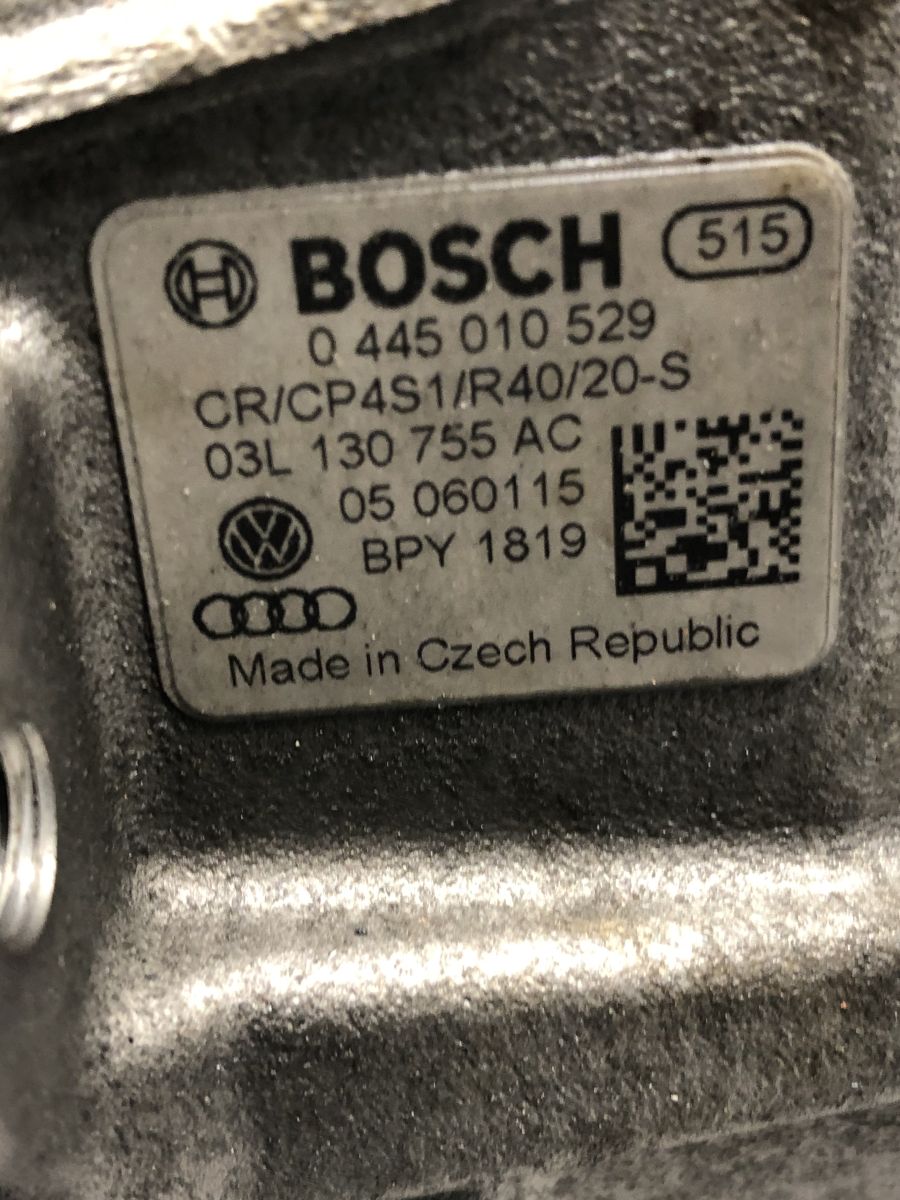 BOSCH 515
0 445 010 529
CR/CP4S1/R40/20-S
03L 130 755 AC
05 060115
BPY 1819
Made in Czech Republic